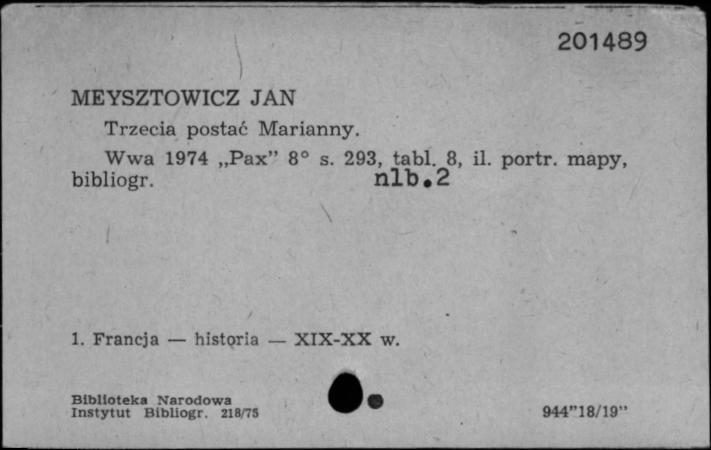 201489
MEYSZTOWICZ JAN
Trzecia postać Marianny.
Wwa 1974 „Pax” 8° s. 293, tabl. 8, il. portr. mapy,
bibliogr. nlb.2
1. Francja — historia — XIX-XX w.
Biblioteka Narodowa
Instytut Bibliogr. 218/75
944”18/19”